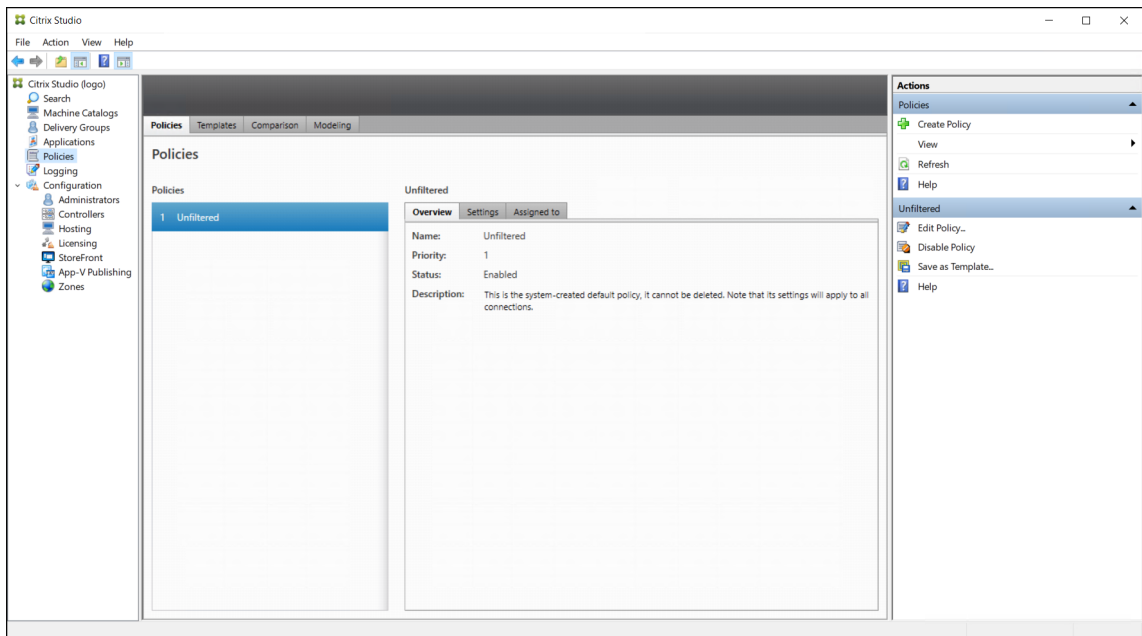 Citrix Studio
File Action View Help
Citrix Studio (logo)
Search
Machine Catalogs
Delivery Groups
Applications
Policies
Logging
Configuration
Administrators
Controllers
Hosting
Licensing
StoreFront
App-V Publishing
Zones
Policies Templates Comparison Modeling
Policies
Policies
1 Unfiltered
Unfiltered
Overview Settings Assigned to
Name: Unfiltered
Priority: 1
Status: Enabled
Description: This is the system-created default policy, it cannot be deleted. Note that its settings will apply to all
connections.
Actions
Policies
Create Policy
View
Refresh
Help
Unfiltered
Edit Policy...
Disable Policy
Save as Template...
Help